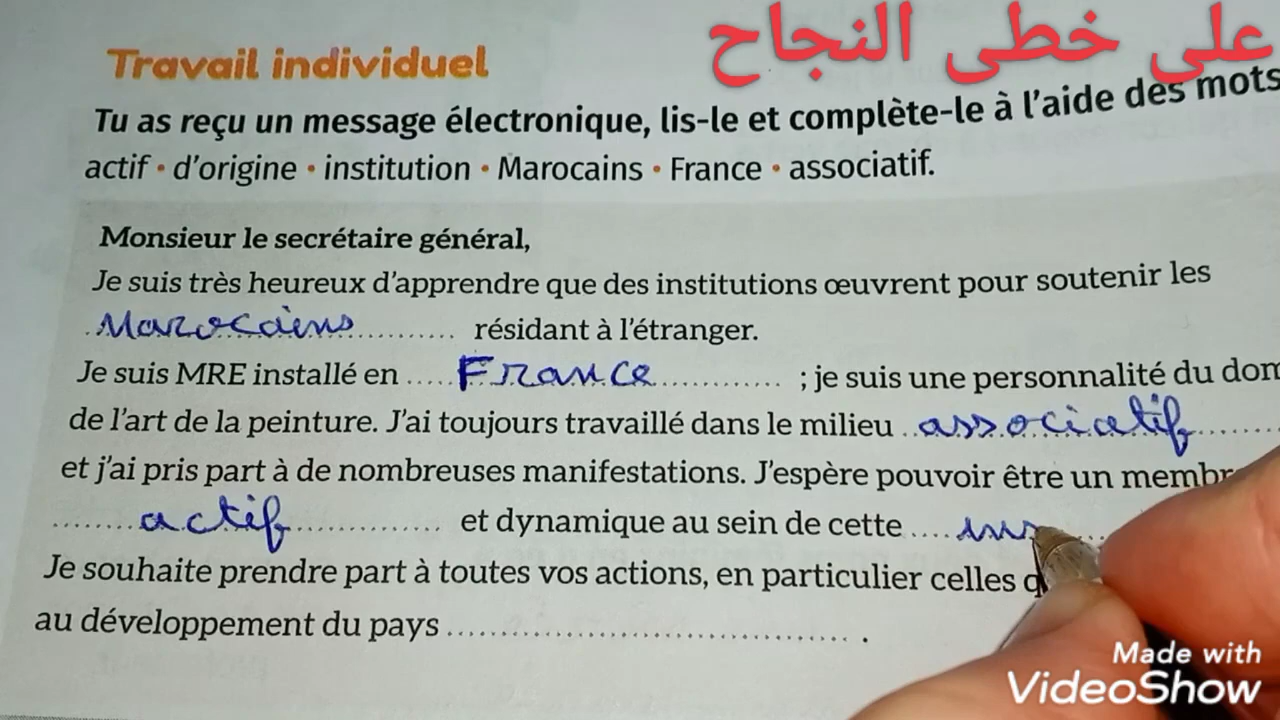 على خطى النجاح
Travail individuel
Tu as reçu un message électronique, lis-le et complète-le à l'aide des mots
actif • d'origine • institution • Marocains • France • associatif.
Monsieur le secrétaire général,
Je suis très heureux d'apprendre que des institutions œuvrent pour soutenir les
Marocains résidant à l'étranger.
Je suis MRE installé en France ; je suis une personnalité du
de l'art de la peinture. J'ai toujours travaillé dans le milieu associatif
et j'ai pris part à de nombreuses manifestations. J'espère pouvoir être un
actif et dynamique au sein de cette ins
Je souhaite prendre part à toutes vos actions, en particulier celles
au développement du pays .
Made with
VideoShow